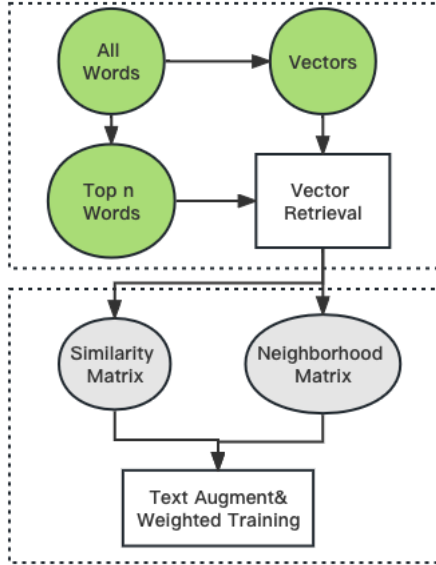 All
Words
Vectors
Top n
Words
Vector
Retrieval
Similarity
Matrix
Neighborhood
Matrix
Text Augment&
Weighted Training